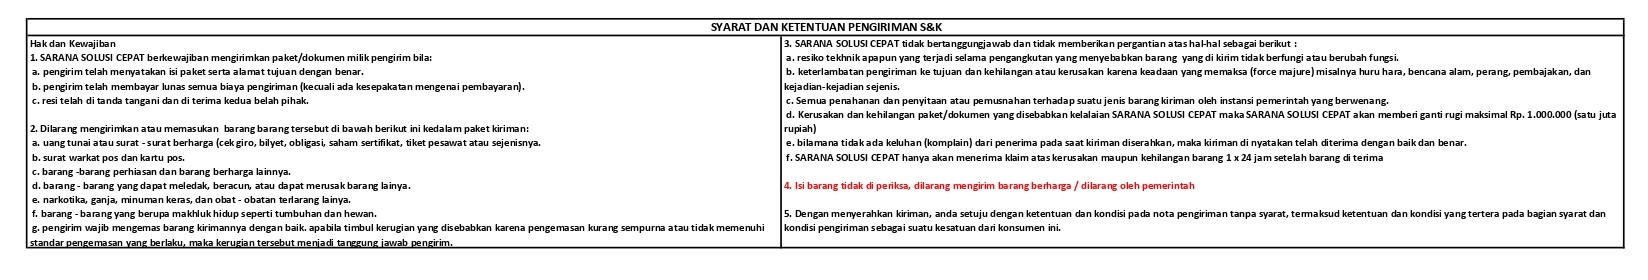 SYARAT DAN KETENTUAN PENGIRIMAN S&K
Hak dan Kewajiban
1. SARANA SOLUSI CEPAT berkewajiban mengirimkan paket/dokumen milik pengirim bila:
a. pengirim telah menyatakan isi paket serta alamat tujuan dengan benar.
b. pengirim telah membayar lunas semua biaya pengiriman (kecuali ada kesepakatan mengenai pembayaran).
c. resi telah di tanda tangani dan di terima kedua belah pihak.
2. Dilarang mengirimkan atau memasukan barang barang tersebut di bawah berikut ini kedalam paket kiriman:
a. uang tunai atau surat - surat berharga (cek giro, bilyet, obligasi, saham sertifikat, tiket pesawat atau sejenisnya.
b. surat warkat pos dan kartu pos.
c. barang -barang perhiasan dan barang berharga lainnya.
d. barang - barang yang dapat meledak, beracun, atau dapat merusak barang lainya.
e. narkotika, ganja, minuman keras, dan obat - obatan terlarang lainya.
f. barang - barang yang berupa makhluk hidup seperti tumbuhan dan hewan.
g. pengirim wajib mengemas barang kirimannya dengan baik. apabila timbul kerugian yang disebabkan karena pengemasan kurang sempurna atau tidak memenuhi
standar pengemasan yang berlaku, maka kerugian tersebut menjadi tanggung jawab pengirim.
3. SARANA SOLUSI CEPAT tidak bertanggungjawab dan tidak memberikan pergantian atas hal-hal sebagai berikut :
a. resiko tekhnik apapun yang terjadi selama pengangkutan yang menyebabkan barang yang di kirim tidak berfungi atau berubah fungsi.
b. keterlambatan pengiriman ke tujuan dan kehilangan atau kerusakan karena keadaan yang memaksa (force majure) misalnya huru hara, bencana alam, perang, pembajakan, dan
kejadian-kejadian sejenis.
c. Semua penahanan dan penyitaan atau pemusnahan terhadap suatu jenis barang kiriman oleh instansi pemerintah yang berwenang.
d. Kerusakan dan kehilangan paket/dokumen yang disebabkan kelalaian SARANA SOLUSI CEPAT maka SARANA SOLUSI CEPAT akan memberi ganti rugi maksimal Rp. 1.000.000 (satu juta
rupiah)
e. bilamana tidak ada keluhan (komplain) dari penerima pada saat kiriman diserahkan, maka kiriman di nyatakan telah diterima dengan baik dan benar.
f. SARANA SOLUSI CEPAT hanya akan menerima klaim atas kerusakan maupun kehilangan barang 1 x 24 jam setelah barang di terima
4. Isi barang tidak di periksa, dilarang mengirim barang berharga / dilarang oleh pemerintah
5. Dengan menyerahkan kiriman, anda setuju dengan ketentuan dan kondisi pada nota pengiriman tanpa syarat, termaksud ketentuan dan kondisi yang tertera pada bagian syarat dan
kondisi pengiriman sebagai suatu kesatuan dari konsumen ini.